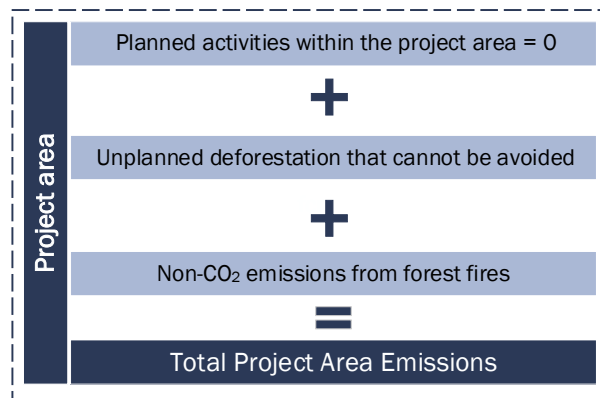 Project area
Planned activities within the project area = 0
+
Unplanned deforestation that cannot be avoided
+
Non-CO₂ emissions from forest fires
=
Total Project Area Emissions